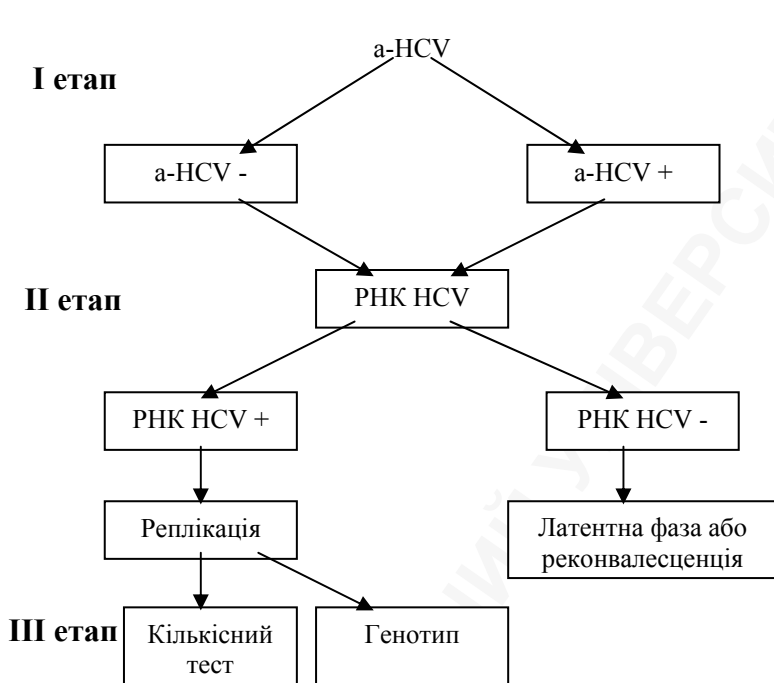 a-HCV
I етап
a-HCV -
a-HCV +
II етап
РНК HCV
РНК HCV +
РНК HCV -
Реплікація
Латентна фаза або
реконвалесценція
III етап
Кількісний
тест
Генотип